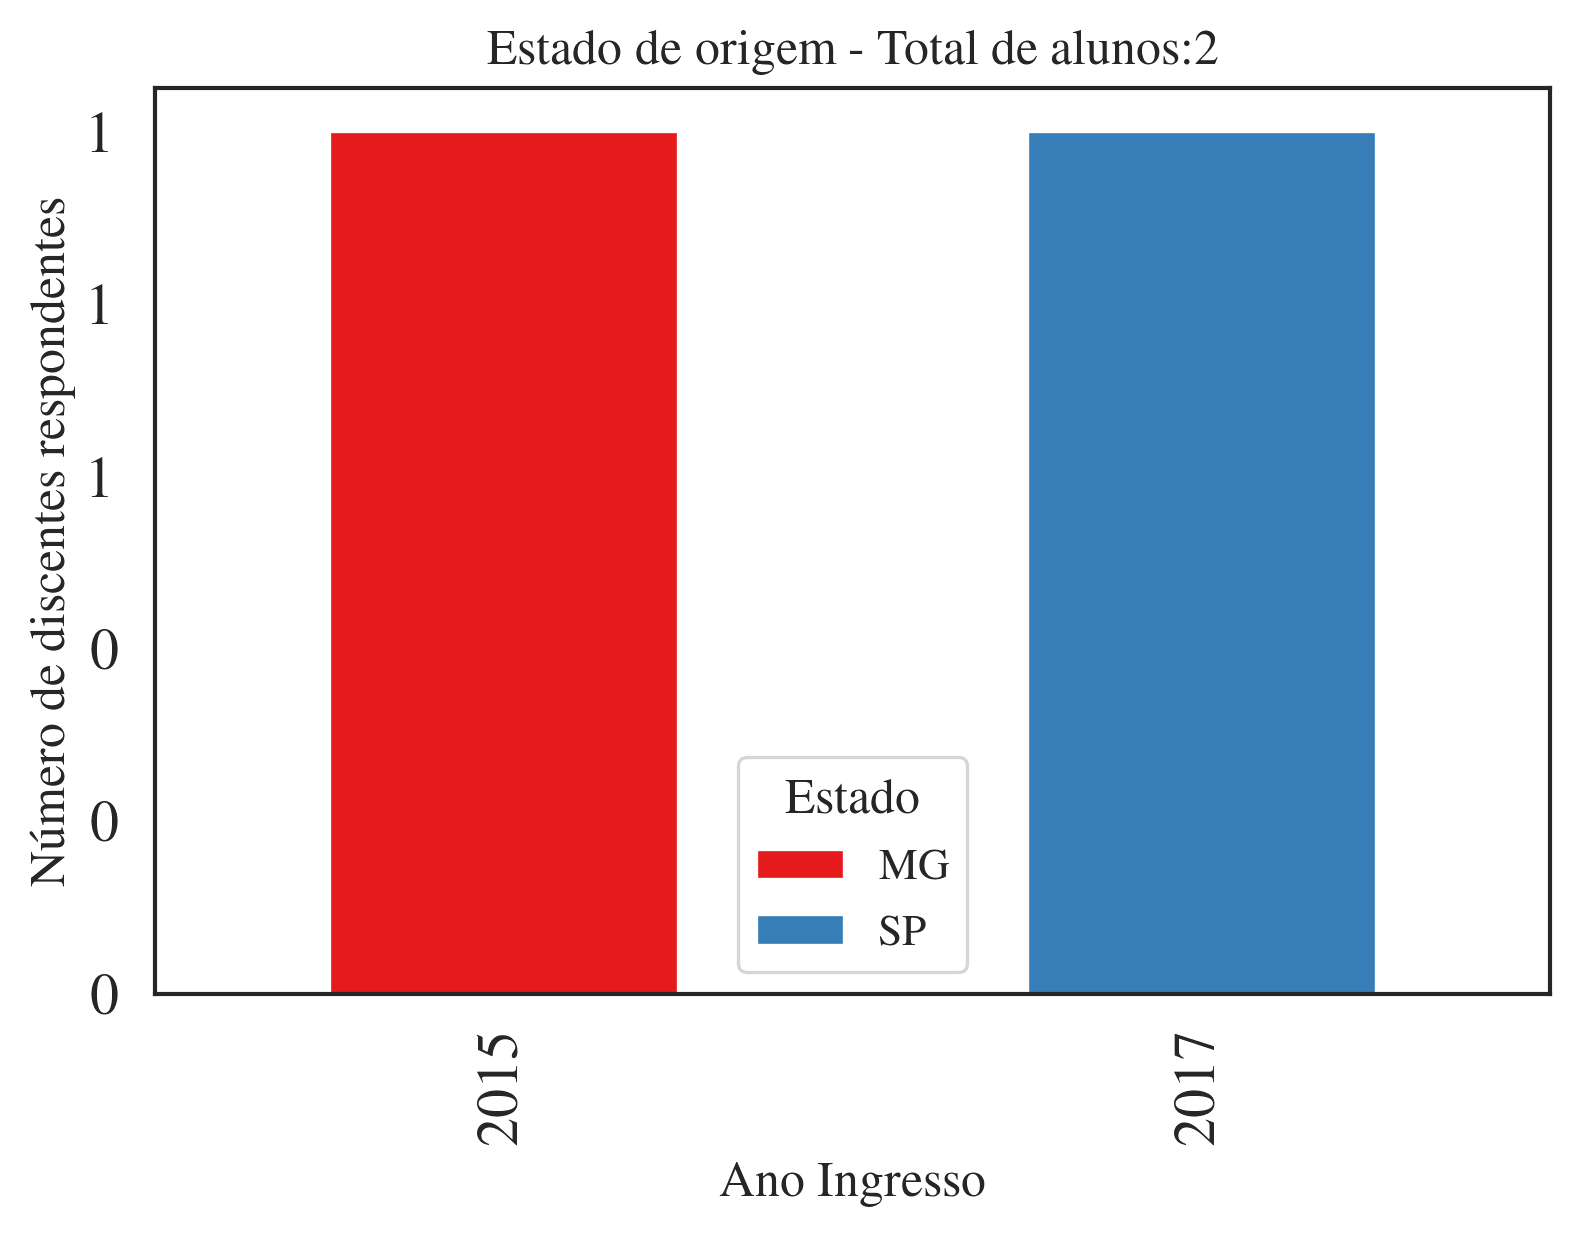 Estado de origem - Total de alunos:2
Número de discentes respondentes
1
1
1
0
0
0
Estado
MG
SP
2015
2017
Ano Ingresso